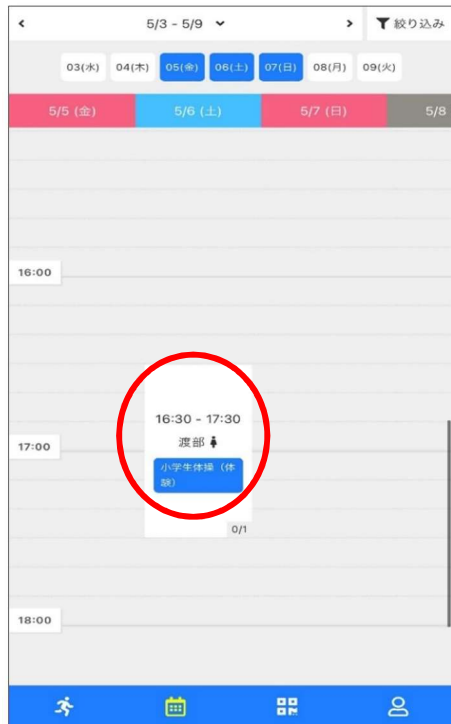 5/3 - 5/9
絞り込み
03(水) 04(木) 05(金) 06(土) 07(日) 08(月) 09(火)
5/5 (金) 5/6 (土) 5/7 (日) 5/8
16:00
16:30 - 17:30
渡部
17:00
小学生体操（体
験）
0/1
18:00